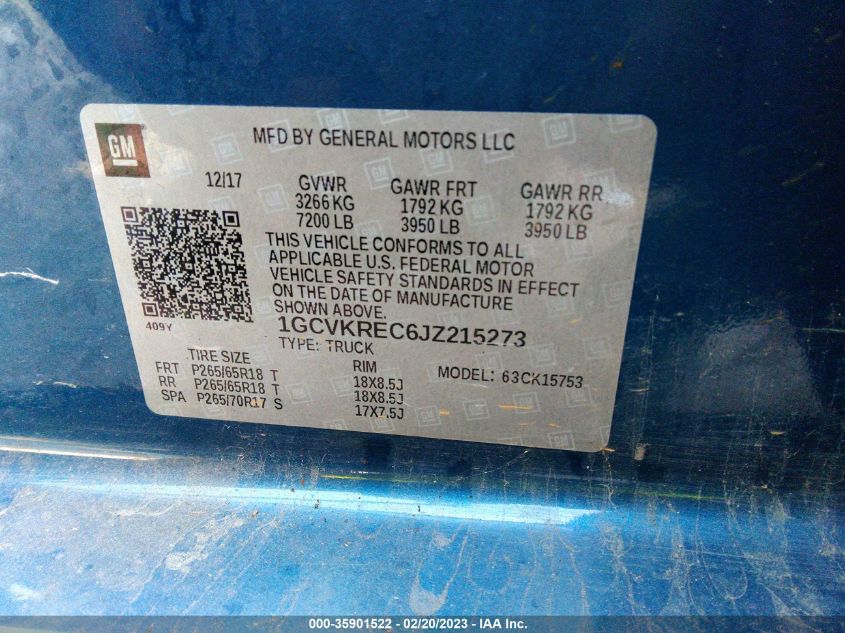 GM
MFD BY GENERAL MOTORS LLC
12/17 GVWR GAWR FRT GAWR RR
3266 KG 1792 KG 1792 KG
7200 LB 3950 LB 3950 LB
THIS VEHICLE CONFORMS TO ALL
APPLICABLE U.S. FEDERAL MOTOR
VEHICLE SAFETY STANDARDS IN EFFECT
ON THE DATE OF MANUFACTURE
SHOWN ABOVE.
409Y
1GCVKREC6JZ215273
TYPE: TRUCK
TIRE SIZE RIM MODEL: 63CK15753
FRT P265/65R18 T 18X8.5J
RR P265/65R18 T 18X8.5J
SPA P265/70R17 S 17X7.5J
000-35901522 - 02/20/2023 - IAA Inc.